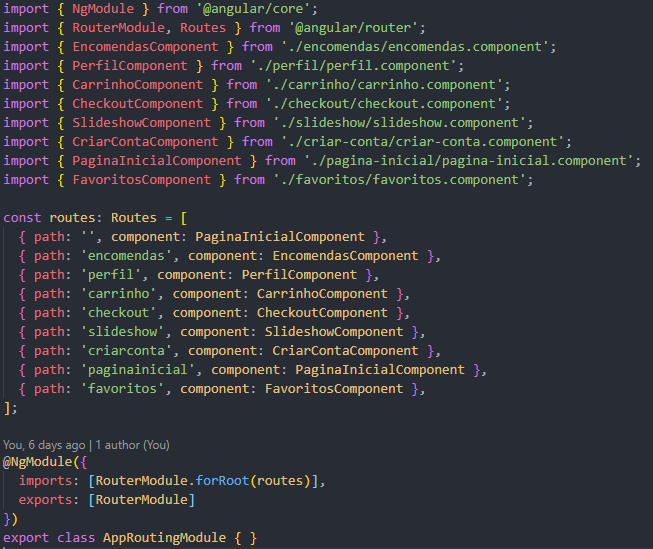 import { NgModule } from '@angular/core';
import { RouterModule, Routes } from '@angular/router';
import { EncomendasComponent } from './encomendas/encomendas.component';
import { PerfilComponent } from './perfil/perfil.component';
import { CarrinhoComponent } from './carrinho/carrinho.component';
import { CheckoutComponent } from './checkout/checkout.component';
import { SlideshowComponent } from './slideshow/slideshow.component';
import { CriarContaComponent } from './criar-conta/criar-conta.component';
import { PaginaInicialComponent } from './pagina-inicial/pagina-inicial.component';
import { FavoritosComponent } from './favoritos/favoritos.component';

const routes: Routes = [
  { path: '', component: PaginaInicialComponent },
  { path: 'encomendas', component: EncomendasComponent },
  { path: 'perfil', component: PerfilComponent },
  { path: 'carrinho', component: CarrinhoComponent },
  { path: 'checkout', component: CheckoutComponent },
  { path: 'slideshow', component: SlideshowComponent },
  { path: 'criarconta', component: CriarContaComponent },
  { path: 'paginainicial', component: PaginaInicialComponent },
  { path: 'favoritos', component: FavoritosComponent },
];

You, 6 days ago | 1 author (You)
@NgModule({
  imports: [RouterModule.forRoot(routes)],
  exports: [RouterModule]
})
export class AppRoutingModule { }